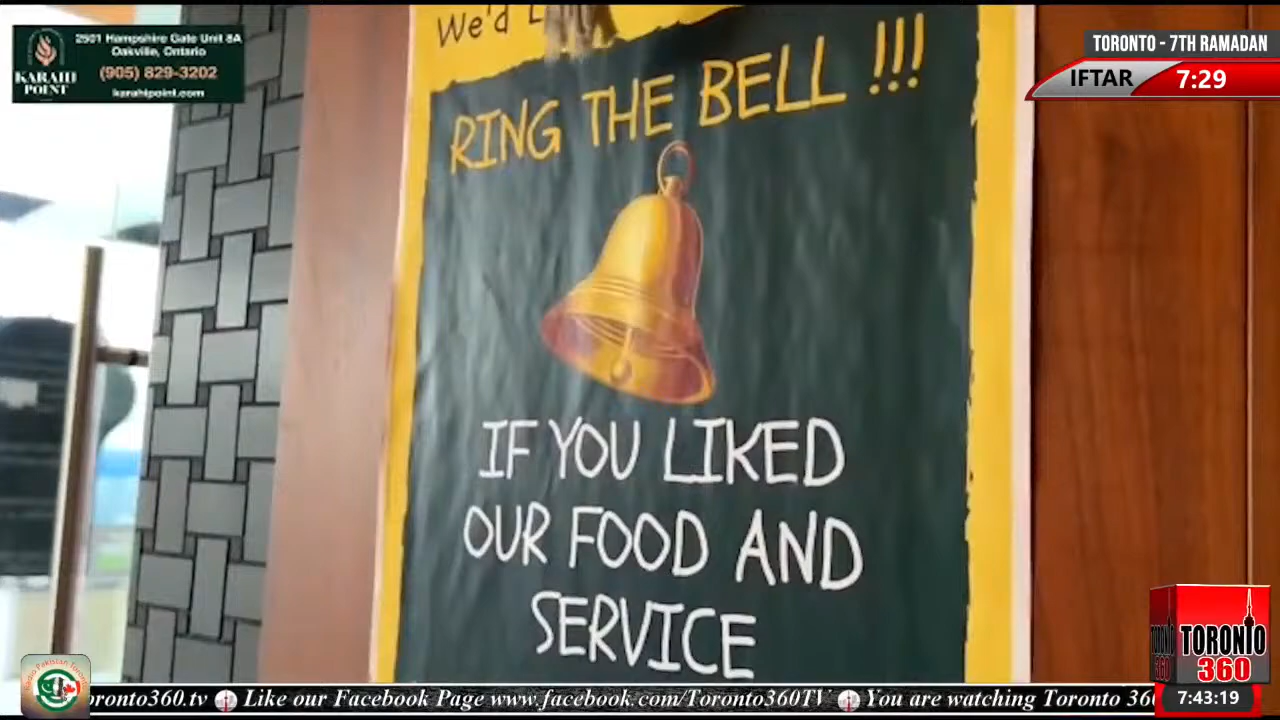 KARAHI
POINT
2501 Hampshire Gate Unit 8A
Oakville, Ontario
(905) 829-3202
karahipoint.com
TORONTO - 7TH RAMADAN
IFTAR 7:29
We'd
RING THE BELL !!!
IF YOU LIKED
OUR FOOD AND
SERVICE
TORONTO
360
7:43:19
oronto360.tv Like our Facebook Page www.facebook.com/Toronto360TV You are watching Toronto 36